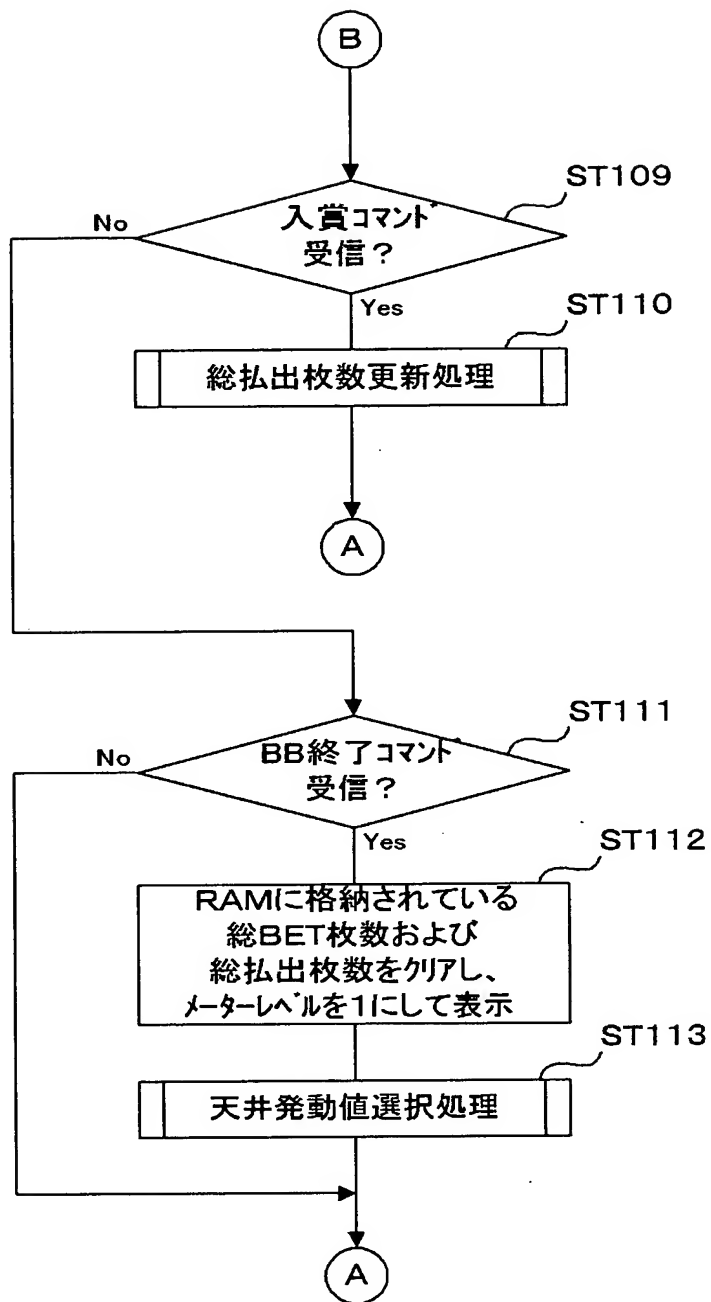 B
ST109
No
入賞コマンド
受信？
Yes
ST110
総払出枚数更新処理
A
ST111
No
BB終了コマンド
受信？
Yes
ST112
RAMに格納されている
総BET枚数および
総払出枚数をクリアし、
メーターレベルを1にして表示
ST113
天井発動値選択処理
A